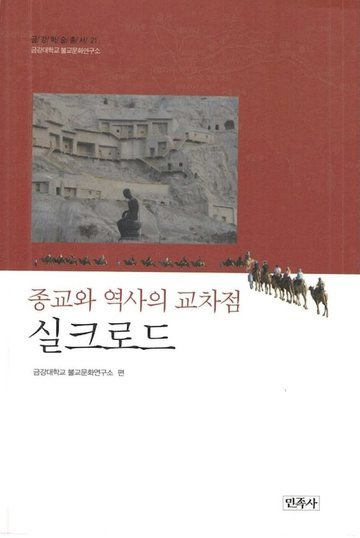 금/강/학/술/총/서/21
금강대학교 불교문화연구소
종교와 역사의 교차점
실크로드
금강대학교 불교문화연구소 편
민족사